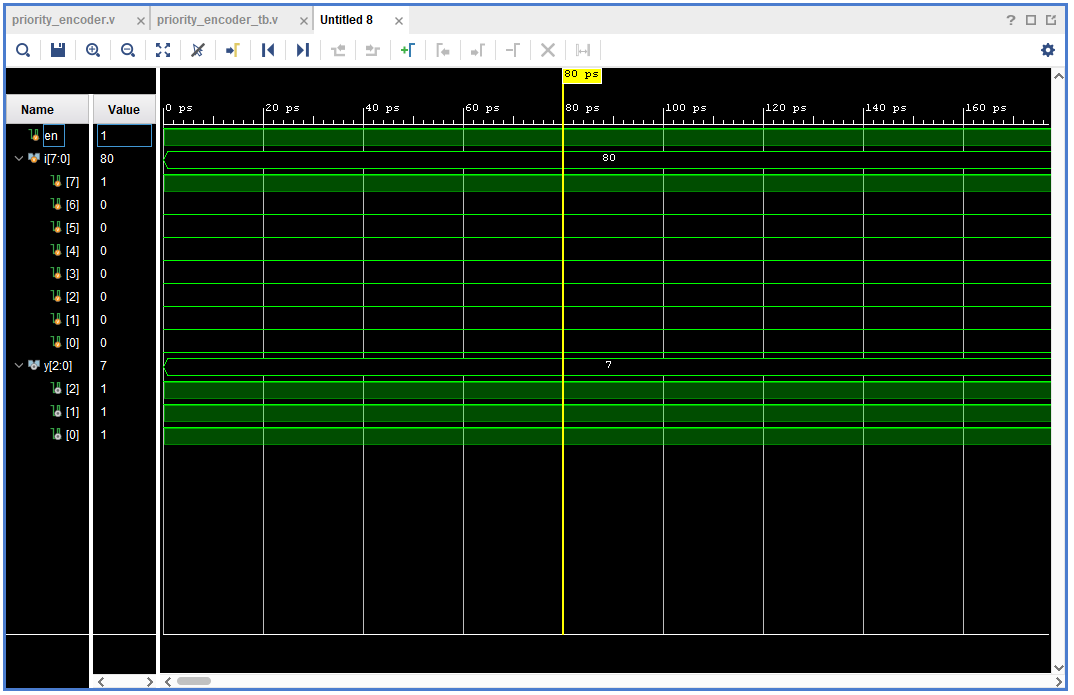 priority_encoder.v × priority_encoder_tb.v × Untitled 8 ×
?
80 ps
Name Value
0 ps 20 ps 40 ps 60 ps 80 ps 100 ps 120 ps 140 ps 160 ps
en 1
i[7:0] 80 80
[7] 1
[6] 0
[5] 0
[4] 0
[3] 0
[2] 0
[1] 0
[0] 0
y[2:0] 7 7
[2] 1
[1] 1
[0] 1